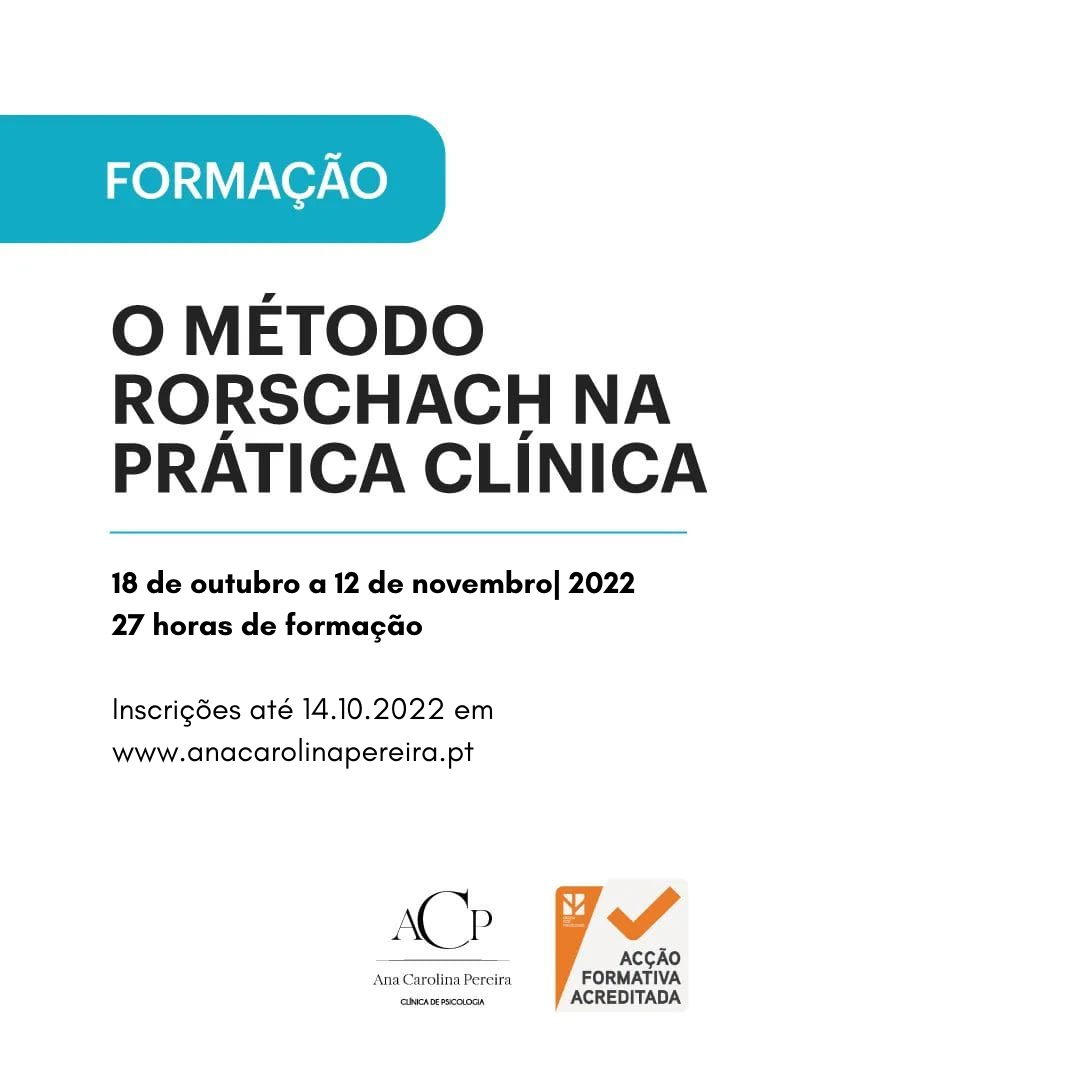 FORMAÇÃO
O MÉTODO
RORSCHACH NA
PRÁTICA CLÍNICA
18 de outubro a 12 de novembro| 2022
27 horas de formação
Inscrições até 14.10.2022 em
www.anacarolinapereira.pt
ACP
Ana Carolina Pereira
CLÍNICA DE PSICOLOGIA
ACÇÃO
FORMATIVA
ACREDITADA